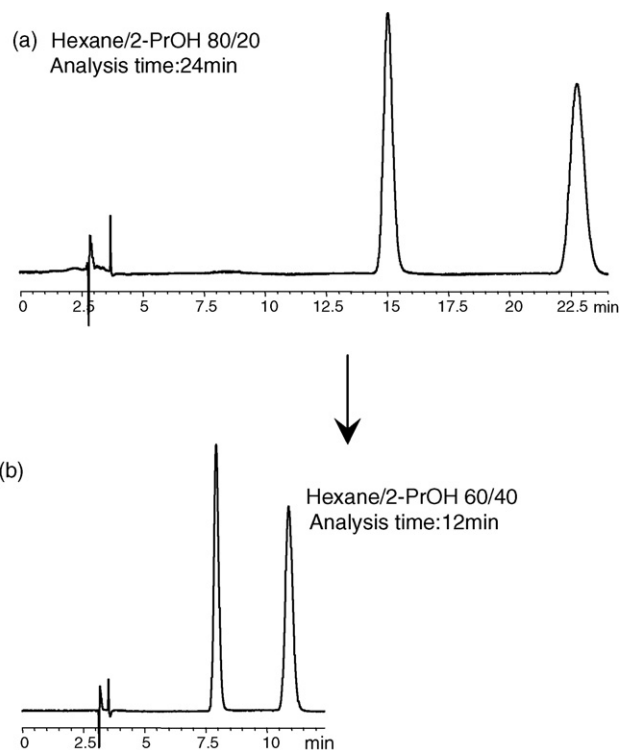 (a) Hexane/2-PrOH 80/20
Analysis time:24min
0 2.5 5 7.5 10 12.5 15 17.5 20 22.5 min
(b)
Hexane/2-PrOH 60/40
Analysis time:12min
0 2.5 5 7.5 10 min